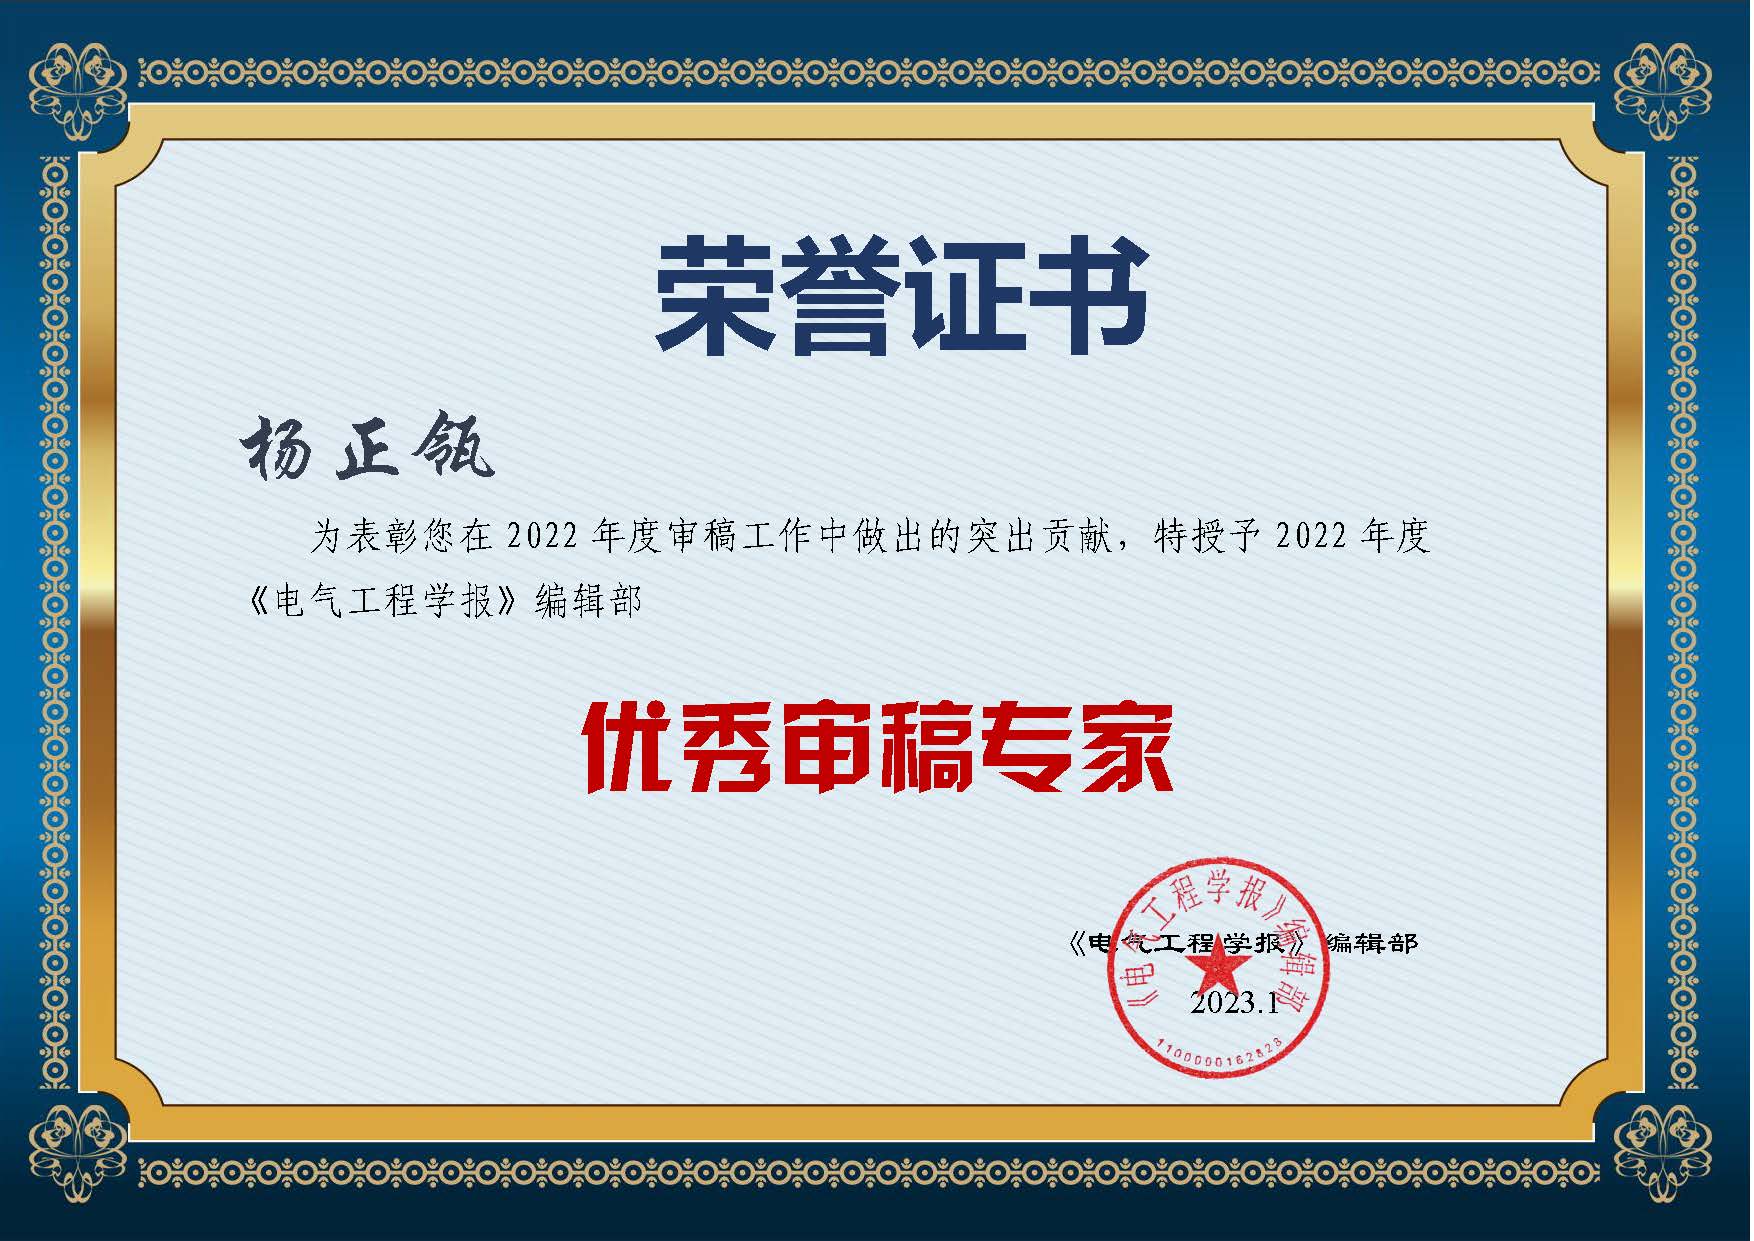 荣誉证书
杨正瓴
为表彰您在 2022 年度审稿工作中做出的突出贡献，特授予 2022 年度
《电气工程学报》编辑部
优秀审稿专家
《电气工程学报》编辑部
《电气工程学报》编辑部
2023.1
1100000162828